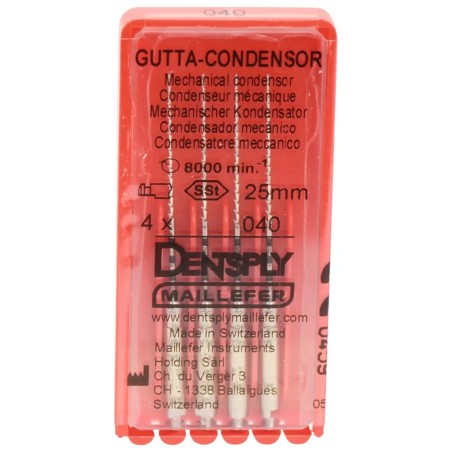 040
GUTTA-CONDENSOR
Mechanical condensor
Condenseur mécanique
Mechanischer Kondensator
Condensador mecanico
Condensatore meccanico
8000 min.-1
SSt 25mm
4 x 040
DENTSPLY
MAILLEFER
www.dentsplymaillefer.com
Made in Switzerland
Maillefer Instruments
Holding Sàrl
Ch. du Verger 3
CH - 1338 Ballaigues
Switzerland
0459
05